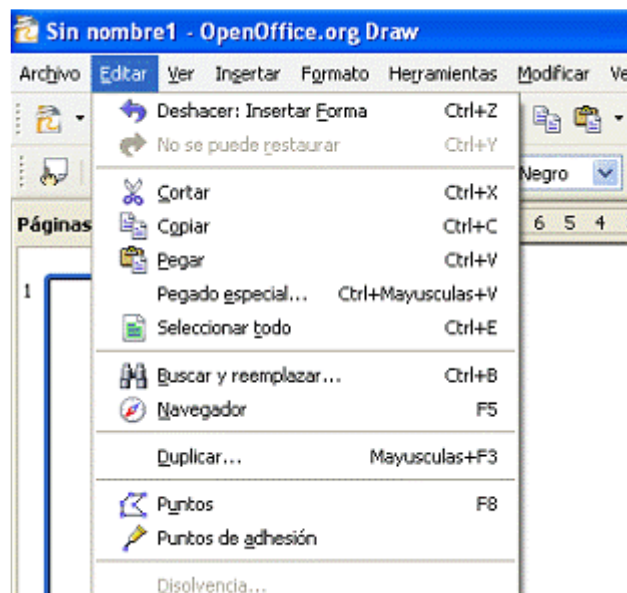 Sin nombre1 - OpenOffice.org Draw
Archivo Editar Ver Insertar Formato Herramientas Modificar Ve
Deshacer: Insertar Forma Ctrl+Z
No se puede restaurar Ctrl+Y
Cortar Ctrl+X
Negro
Copiar Ctrl+C
Páginas
6 5 4
Pegar Ctrl+V
Pegado especial... Ctrl+Mayusculas+V
1
Seleccionar todo Ctrl+E
Buscar y reemplazar... Ctrl+B
Navegador F5
Duplicar... Mayusculas+F3
Puntos F8
Puntos de adhesión
Disolvencia...